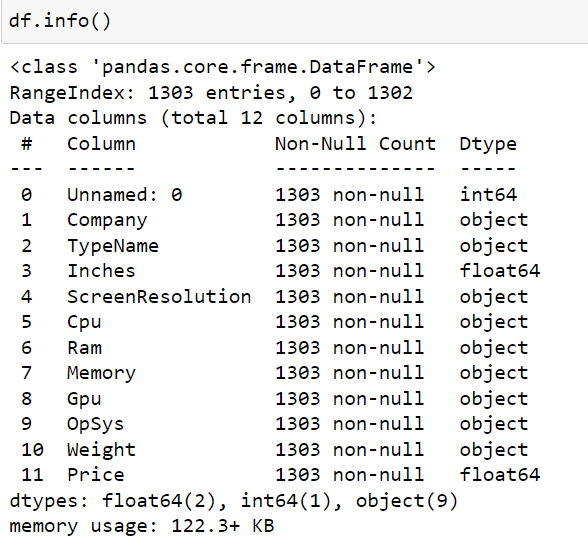 df.info()
<class 'pandas.core.frame.DataFrame'>
RangeIndex: 1303 entries, 0 to 1302
Data columns (total 12 columns):
 #   Column            Non-Null Count  Dtype
---  ------            --------------  -----
 0   Unnamed: 0        1303 non-null   int64
 1   Company           1303 non-null   object
 2   TypeName          1303 non-null   object
 3   Inches            1303 non-null   float64
 4   ScreenResolution  1303 non-null   object
 5   Cpu               1303 non-null   object
 6   Ram               1303 non-null   object
 7   Memory            1303 non-null   object
 8   Gpu               1303 non-null   object
 9   OpSys             1303 non-null   object
 10  Weight            1303 non-null   object
 11  Price             1303 non-null   float64
dtypes: float64(2), int64(1), object(9)
memory usage: 122.3+ KB